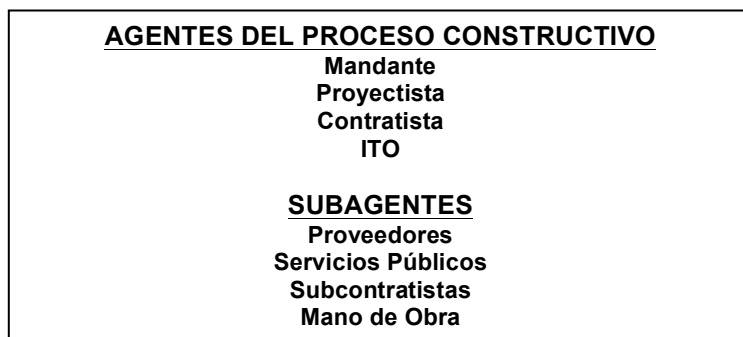 AGENTES DEL PROCESO CONSTRUCTIVO
Mandante
Proyectista
Contratista
ITO
SUBAGENTES
Proveedores
Servicios Públicos
Subcontratistas
Mano de Obra